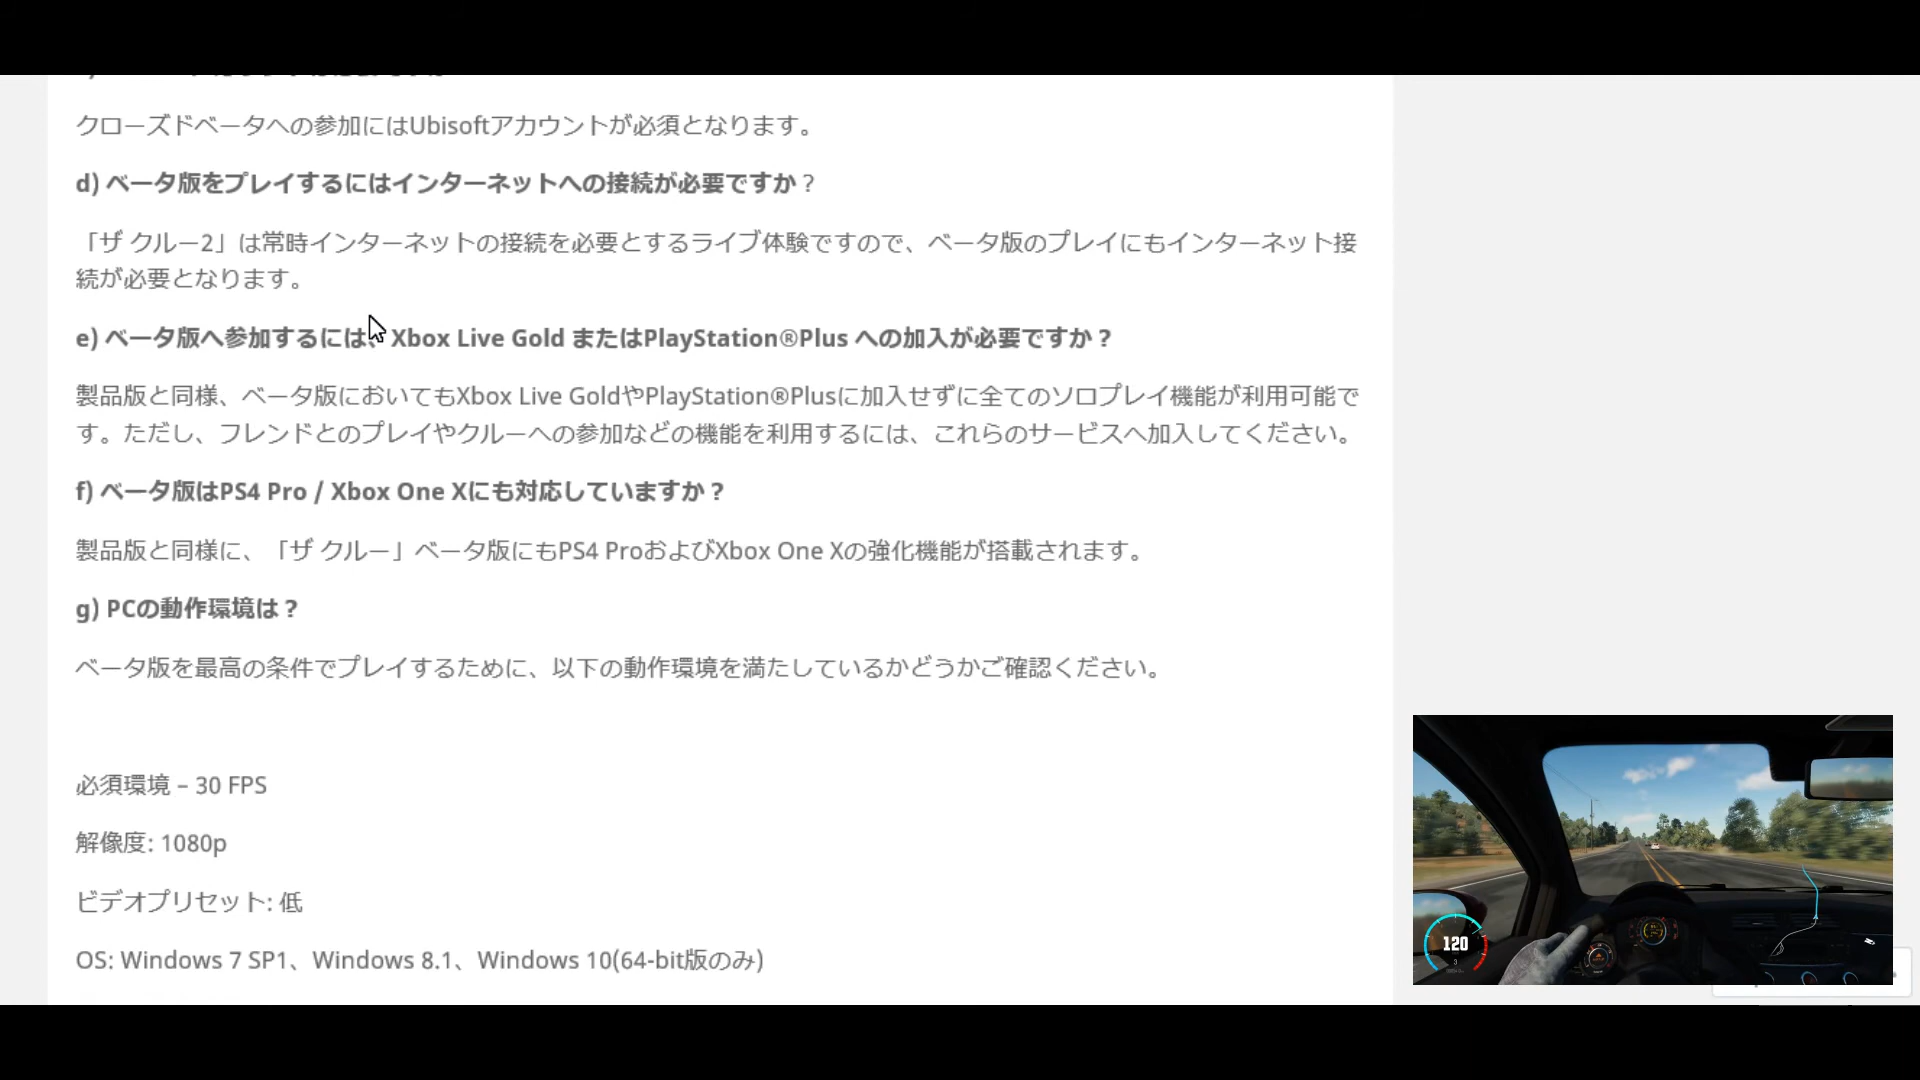 クローズドベータへの参加にはUbisoftアカウントが必須となります。
d) ベータ版をプレイするにはインターネットへの接続が必要ですか？
「ザ クルー2」は常時インターネットの接続を必要とするライブ体験ですので、ベータ版のプレイにもインターネット接
続が必要となります。
e) ベータ版へ参加するには、Xbox Live Gold またはPlayStation®Plus への加入が必要ですか？
製品版と同様、ベータ版においてもXbox Live GoldやPlayStation®Plusに加入せずに全てのソロプレイ機能が利用可能で
す。ただし、フレンドとのプレイやクルーへの参加などの機能を利用するには、これらのサービスへ加入してください。
f) ベータ版はPS4 Pro / Xbox One Xにも対応していますか？
製品版と同様に、「ザ クルー」ベータ版にもPS4 ProおよびXbox One Xの強化機能が搭載されます。
g) PCの動作環境は？
ベータ版を最高の条件でプレイするために、以下の動作環境を満たしているかどうかご確認ください。
必須環境 – 30 FPS
解像度: 1080p
ビデオプリセット: 低
OS: Windows 7 SP1、Windows 8.1、Windows 10(64-bit版のみ)
120
3